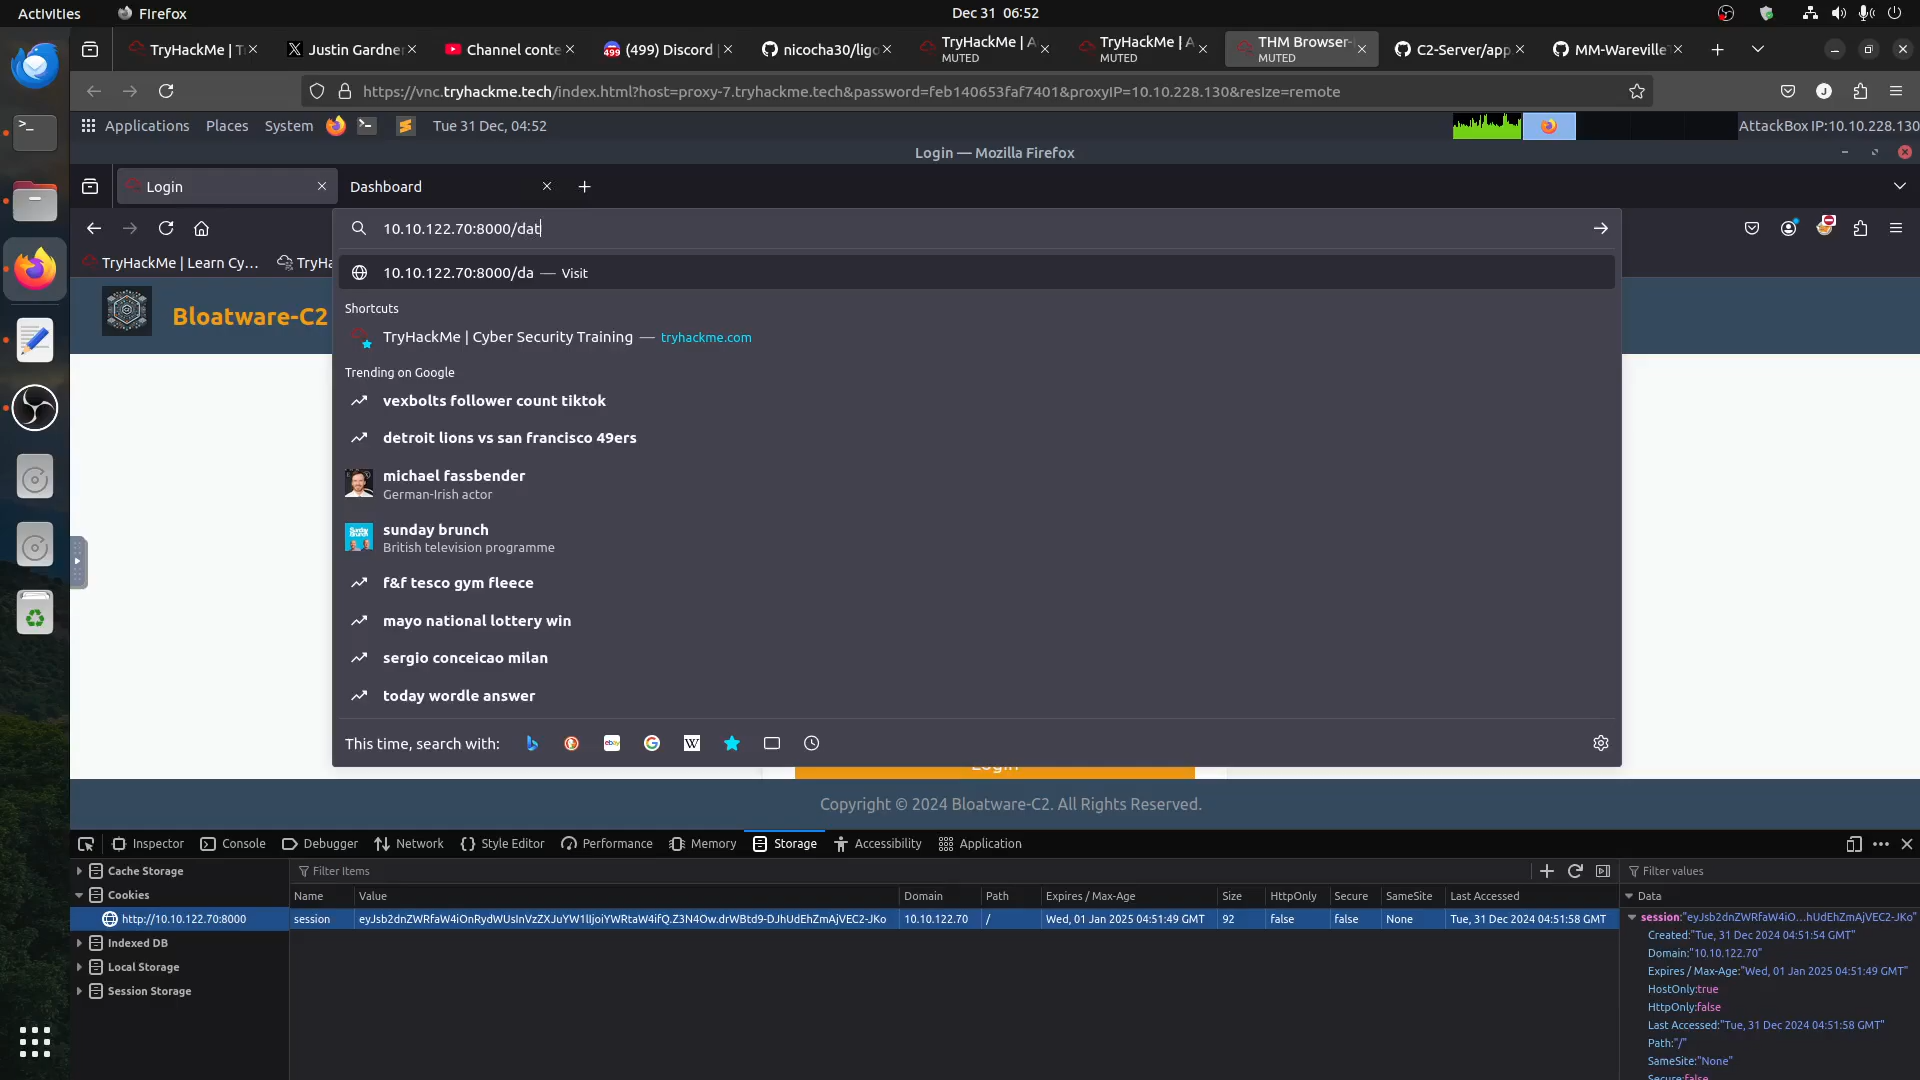 Activities
Firefox
Dec 31 06:52
TryHackMe | T
Justin Gardne
Channel conte
(499) Discord |
nicocha30/ligo
TryHackMe | A
MUTED
TryHackMe | A
MUTED
THM Browser-
MUTED
C2-Server/app
MM-Wareville
https://vnc.tryhackme.tech/index.html?host=proxy-7.tryhackme.tech&password=feb140653faf7401&proxyIP=10.10.228.130&resize=remote
Applications
Places
System
Tue 31 Dec, 04:52
AttackBox IP:10.10.228.130
Login — Mozilla Firefox
Login
Dashboard
10.10.122.70:8000/dat
TryHackMe | Learn Cy...
TryHa
10.10.122.70:8000/da — Visit
Shortcuts
TryHackMe | Cyber Security Training — tryhackme.com
Bloatware-C2
Trending on Google
vexbolts follower count tiktok
detroit lions vs san francisco 49ers
michael fassbender
German-Irish actor
sunday brunch
British television programme
f&f tesco gym fleece
mayo national lottery win
sergio conceicao milan
today wordle answer
This time, search with:
Login
Copyright © 2024 Bloatware-C2. All Rights Reserved.
Inspector
Console
Debugger
Network
Style Editor
Performance
Memory
Storage
Accessibility
Application
Cache Storage
Cookies
http://10.10.122.70:8000
Indexed DB
Local Storage
Session Storage
Filter Items
Name Value Domain Path Expires / Max-Age Size HttpOnly Secure SameSite Last Accessed
session eyJsb2dnZWRfaW4iOnRydWUsInVzZXJuYW1lIjoiYWRtaW4ifQ.Z3N4Ow.drWBtd9-DJhUdEhZmAjVEC2-JKo 10.10.122.70 / Wed, 01 Jan 2025 04:51:49 GMT 92 false false None Tue, 31 Dec 2024 04:51:58 GMT
Filter values
Data
session:"eyJsb2dnZWRfaW4iO...hUdEhZmAjVEC2-JKo"
Created:"Tue, 31 Dec 2024 04:51:54 GMT"
Domain:"10.10.122.70"
Expires / Max-Age:"Wed, 01 Jan 2025 04:51:49 GMT"
HostOnly:true
HttpOnly:false
Last Accessed:"Tue, 31 Dec 2024 04:51:58 GMT"
Path:"/"
SameSite:"None"
Secure:false